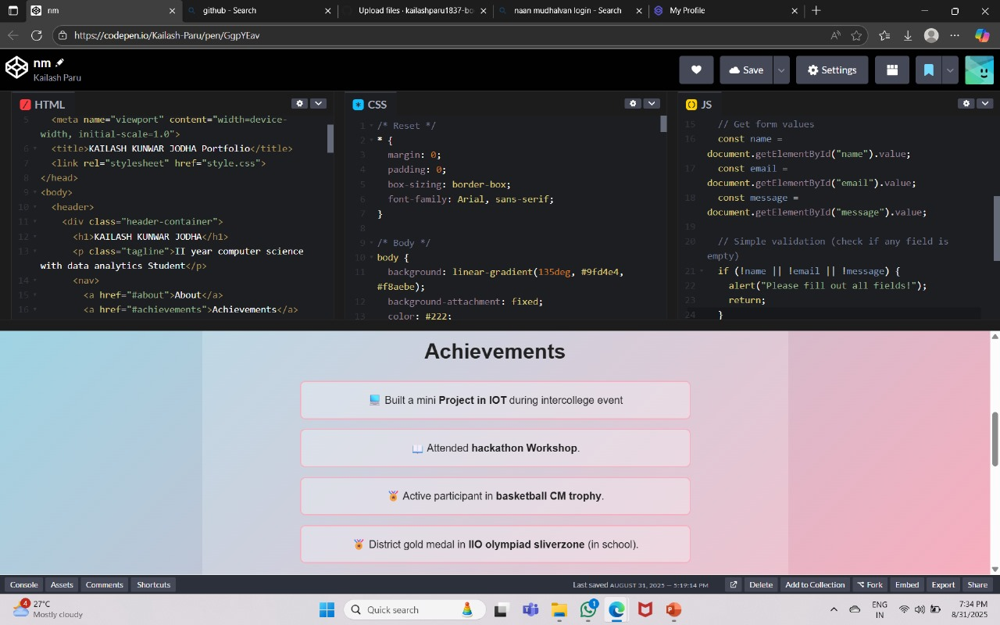 nm
github - Search
Upload files · kailashparu1837-bo
naan mudhalvan login - Search
My Profile
https://codepen.io/Kailash-Paru/pen/GgpYEav
nm
Kailash Paru
Save
Settings
HTML
5 <meta name="viewport" content="width=device-
width, initial-scale=1.0">
6 <title>KAILASH KUNWAR JODHA Portfolio</title>
7 <link rel="stylesheet" href="style.css">
8 </head>
9 <body>
10 <header>
11 <div class="header-container">
12 <h1>KAILASH KUNWAR JODHA</h1>
13 <p class="tagline">II year computer science
with data analytics Student</p>
14 <nav>
15 <a href="#about">About</a>
16 <a href="#achievements">Achievements</a>
CSS
1 /* Reset */
2 * {
3 margin: 0;
4 padding: 0;
5 box-sizing: border-box;
6 font-family: Arial, sans-serif;
7 }
8
9 /* Body */
10 body {
11 background: linear-gradient(135deg, #9fd4e4,
#f8aebe);
12 background-attachment: fixed;
13 color: #222;
JS
15 // Get form values
16 const name =
document.getElementById("name").value;
17 const email =
document.getElementById("email").value;
18 const message =
document.getElementById("message").value;
19
20 // Simple validation (check if any field is
empty)
21 if (!name || !email || !message) {
22 alert("Please fill out all fields!");
23 return;
24 }
Achievements
Built a mini Project in IOT during intercollege event
Attended hackathon Workshop.
Active participant in basketball CM trophy.
District gold medal in IIO olympiad sliverzone (in school).
Console Assets Comments Shortcuts
Last saved AUGUST 31, 2025 — 5:19:14 PM
Delete Add to Collection Fork Embed Export Share
4
27°C
Mostly cloudy
Quick search
1
ENG
IN
7:34 PM
8/31/2025